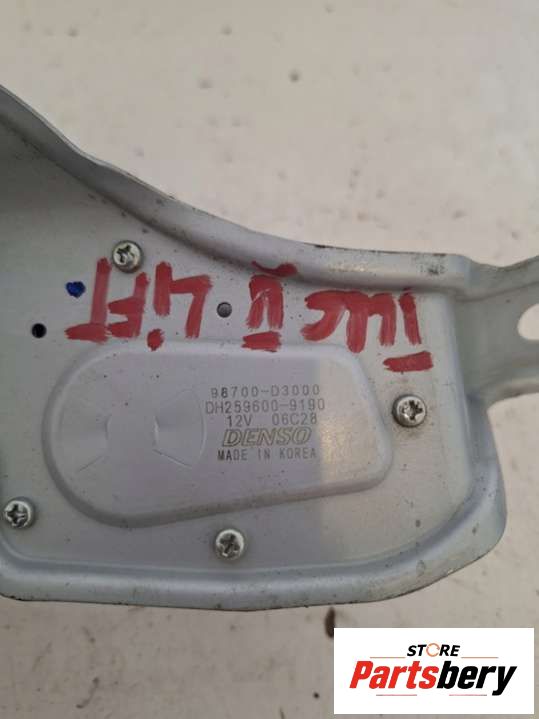 98700-D3000
DH259600-9190
12V 06C28
DENSO
MADE IN KOREA
STORE
Partsbery